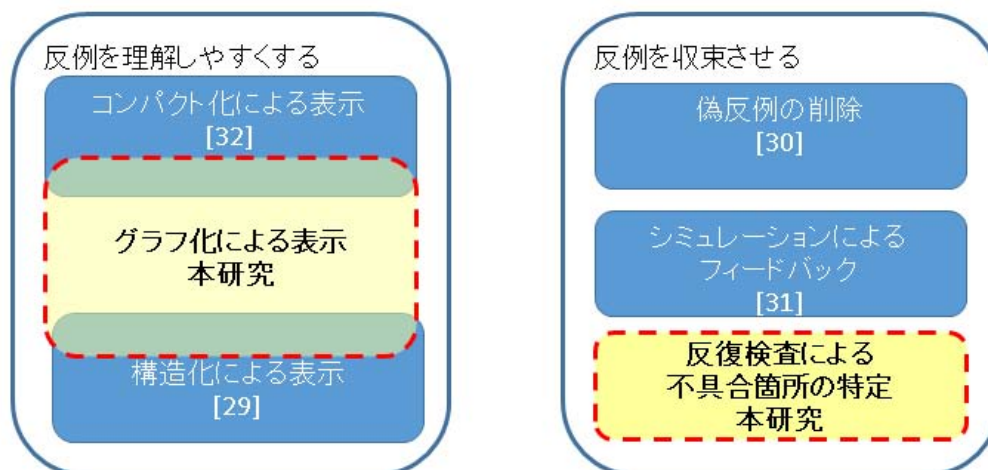 反例を理解しやすくする
コンパクト化による表示
[32]
グラフ化による表示
本研究
構造化による表示
[29]
反例を収束させる
偽反例の削除
[30]
シミュレーションによる
フィードバック
[31]
反復検査による
不具合箇所の特定
本研究